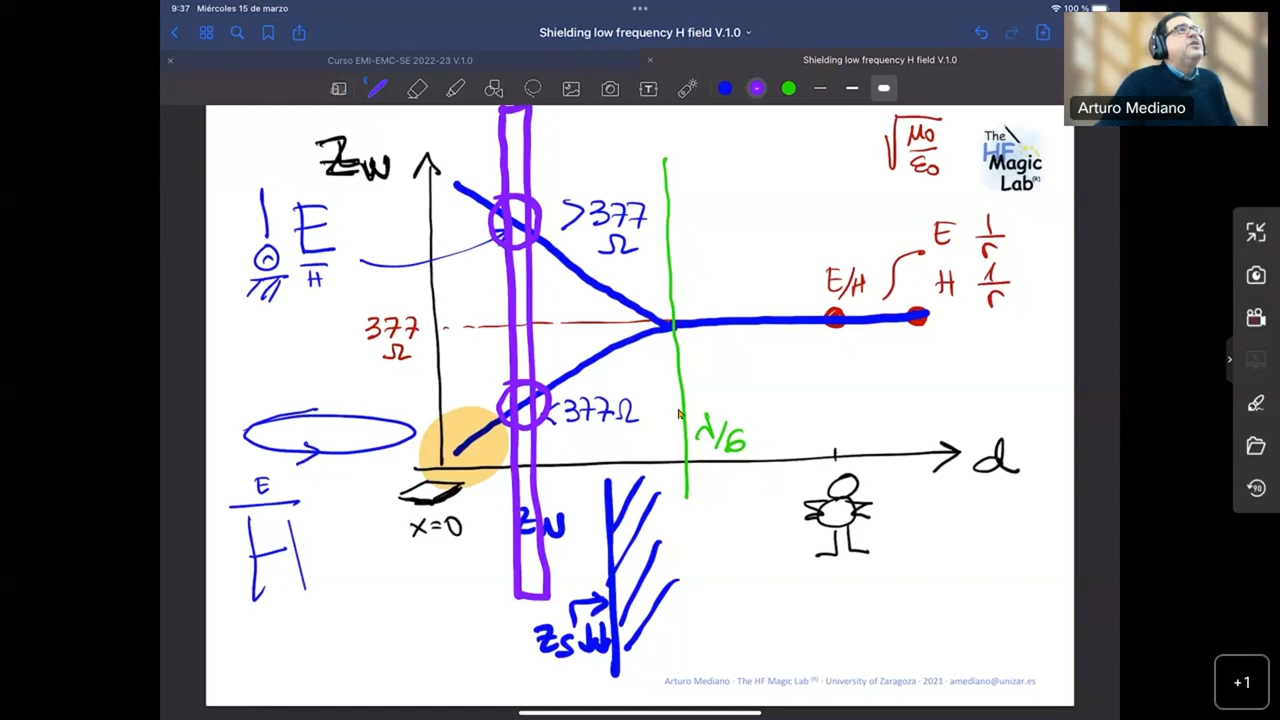 9:37 Miércoles 15 de marzo
100 %
Shielding low frequency H field V.1.0
Curso EMI-EMC-SE 2022-23 V.1.0
Shielding low frequency H field V.1.0
Arturo Mediano
√μ0/ε0
The
HF
Magic
Lab(R)
Zw
E
H
>377
Ω
E 1/r
E/H
H 1/r
377
Ω
<377Ω
λ/6
d
E
H
x=0
Zw
Zs ↓↓
Arturo Mediano · The HF Magic Lab (R) · University of Zaragoza · 2021 · amediano@unizar.es
+1
90